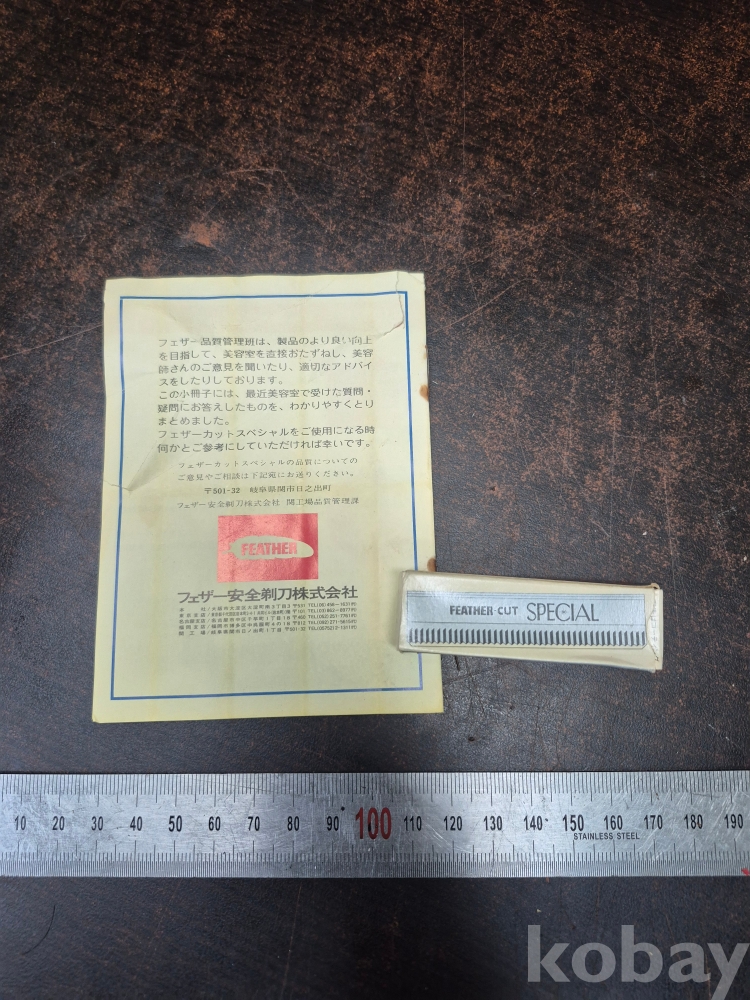 フェザー品質管理班は、製品のより良い向上
を目指して、美容室を直接おたずねし、美容
師さんのご意見を聞いたり、適切なアドバイ
スをしたりしております。
この小冊子には、最近美容室で受けた質問・
疑問にお答えしたものを、わかりやすくとり
まとめました。
フェザーカットスペシャルをご使用になる時
何かとご参考にしていただければ幸いです。
フェザーカットスペシャルの品質についての
ご意見やご相談は下記宛にお送りください。
〒501-32 岐阜県関市日之出町
フェザー安全剃刀株式会社 関工場品質管理課
FEATHER
フェザー安全剃刀株式会社
FEATHER-CUT SPECIAL
10 20 30 40 50 60 70 80 90 100 110 120 130 140 150 160 170 180 190
STAINLESS STEEL
kobay